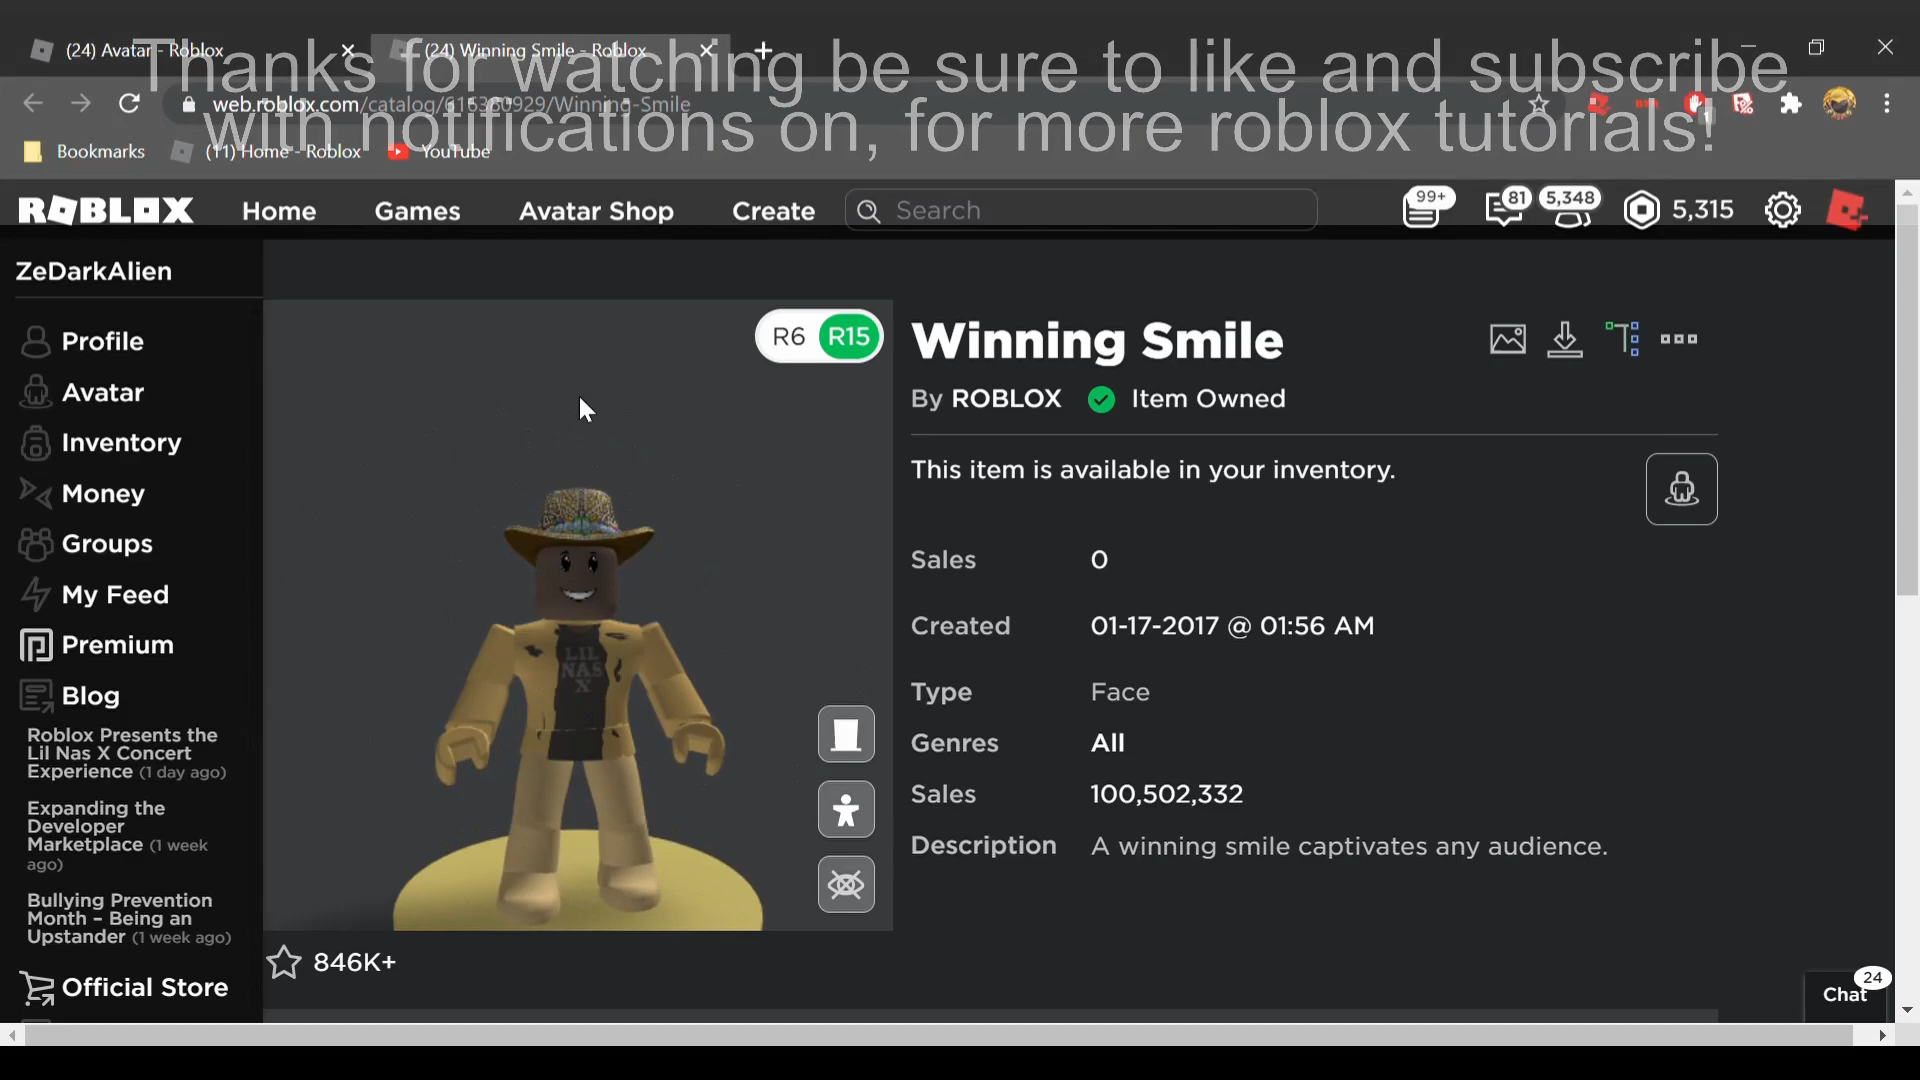 (24) Avatar - Roblox
(24) Winning Smile - Roblox
Thanks for watching be sure to like and subscribe
with notifications on, for more roblox tutorials!
web.roblox.com/catalog/616380929/Winning-Smile
1
Bookmarks
(11) Home - Roblox
YouTube
ROBLOX
Home
Games
Avatar Shop
Create
Search
99+
81
5,348
5,315
ZeDarkAlien
Profile
Avatar
Inventory
Money
Groups
My Feed
Premium
Blog
Roblox Presents the
Lil Nas X Concert
Experience (1 day ago)
Expanding the
Developer
Marketplace (1 week
ago)
Bullying Prevention
Month – Being an
Upstander (1 week ago)
Official Store
R6
R15
LIL
NAS
X
846K+
Winning Smile
By ROBLOX
Item Owned
This item is available in your inventory.
Sales 0
Created 01-17-2017 @ 01:56 AM
Type Face
Genres All
Sales 100,502,332
Description A winning smile captivates any audience.
Chat
24